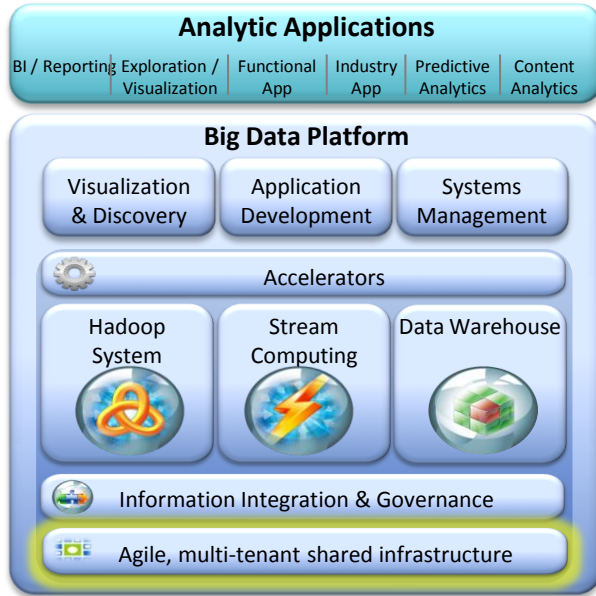 Analytic Applications
BI / Reporting
Exploration /
Visualization
Functional
App
Industry
App
Predictive
Analytics
Content
Analytics
Big Data Platform
Visualization
& Discovery
Application
Development
Systems
Management
Accelerators
Hadoop
System
Stream
Computing
Data Warehouse
Information Integration & Governance
Agile, multi-tenant shared infrastructure